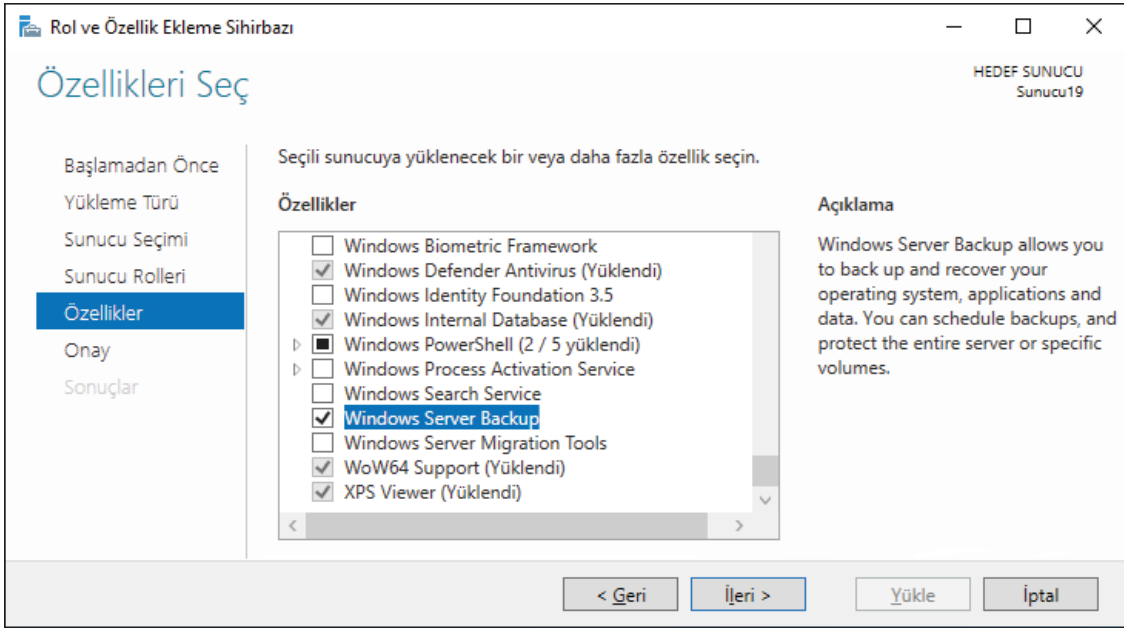 Rol ve Özellik Ekleme Sihirbazı
Özellikleri Seç
HEDEF SUNUCU
Sunucu19
Başlamadan Önce
Yükleme Türü
Sunucu Seçimi
Sunucu Rolleri
Özellikler
Onay
Sonuçlar
Seçili sunucuya yüklenecek bir veya daha fazla özellik seçin.
Özellikler
Windows Biometric Framework
Windows Defender Antivirus (Yüklendi)
Windows Identity Foundation 3.5
Windows Internal Database (Yüklendi)
Windows PowerShell (2 / 5 yüklendi)
Windows Process Activation Service
Windows Search Service
Windows Server Backup
Windows Server Migration Tools
WoW64 Support (Yüklendi)
XPS Viewer (Yüklendi)
Açıklama
Windows Server Backup allows you
to back up and recover your
operating system, applications and
data. You can schedule backups, and
protect the entire server or specific
volumes.
< Geri
İleri >
Yükle
İptal